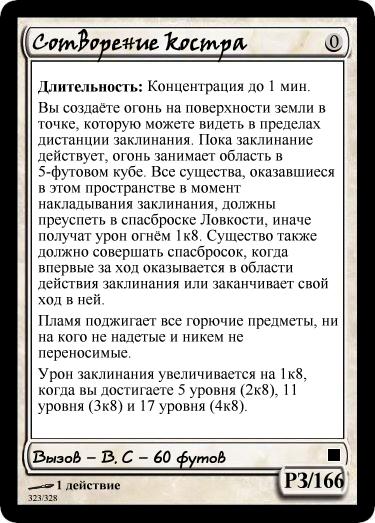 Сотворение костра 0
Длительность: Концентрация до 1 мин.
Вы создаёте огонь на поверхности земли в
точке, которую можете видеть в пределах
дистанции заклинания. Пока заклинание
действует, огонь занимает область в
5-футовом кубе. Все существа, оказавшиеся
в этом пространстве в момент
накладывания заклинания, должны
преуспеть в спасброске Ловкости, иначе
получат урон огнём 1к8. Существо также
должно совершать спасбросок, когда
впервые за ход оказывается в области
действия заклинания или заканчивает свой
ход в ней.
Пламя поджигает все горючие предметы, ни
на кого не надетые и никем не
переносимые.
Урон заклинания увеличивается на 1к8,
когда вы достигаете 5 уровня (2к8), 11
уровня (3к8) и 17 уровня (4к8).
Вызов – В, С – 60 футов
РЗ/166
1 действие
323/328